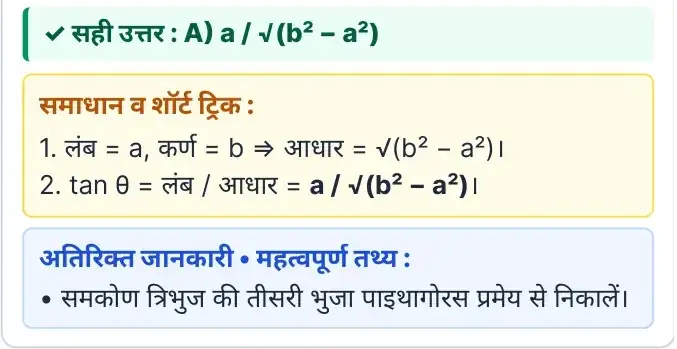 ✓ सही उत्तर : A) a / √(b² – a²)
समाधान व शॉर्ट ट्रिक :
1. लंब = a, कर्ण = b ⇒ आधार = √(b² − a²)।
2. tan θ = लंब / आधार = a / √(b² – a²)।
अतिरिक्त जानकारी • महत्वपूर्ण तथ्य :
• समकोण त्रिभुज की तीसरी भुजा पाइथागोरस प्रमेय से निकालें।